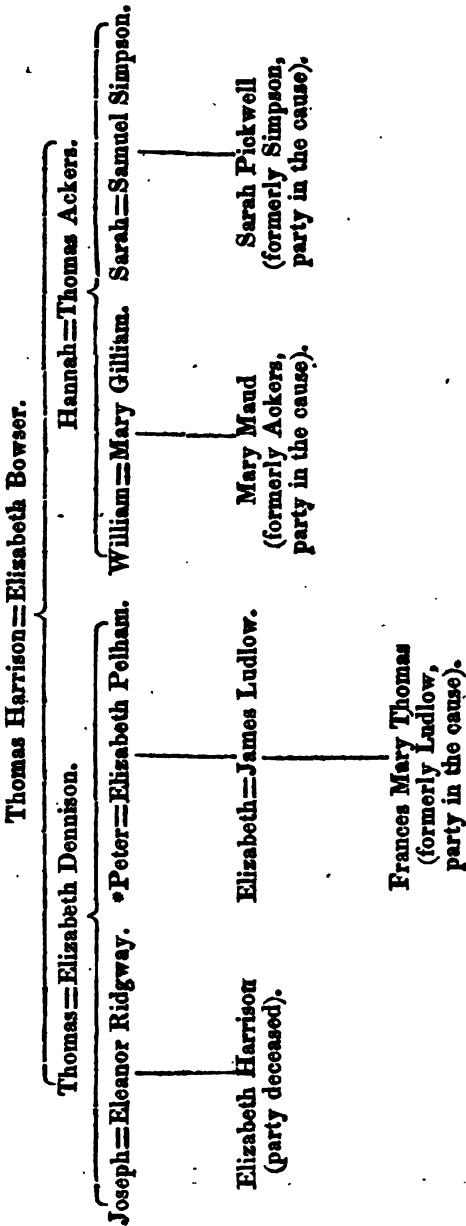 Thomas Harrison=Elizabeth Bowser.
Thomas=Elizabeth Dennison. Hannah=Thomas Ackers.
Joseph=Eleanor Ridgway. *Peter=Elizabeth Pelham. William=Mary Gilliam. Sarah=Samuel Simpson.
Elizabeth Harrison
(party deceased).
Elizabeth=James Ludlow.
Mary Maud
(formerly Ackers,
party in the cause).
Sarah Pickwell
(formerly Simpson,
party in the cause).
Frances Mary Thomas
(formerly Ludlow,
party in the cause).